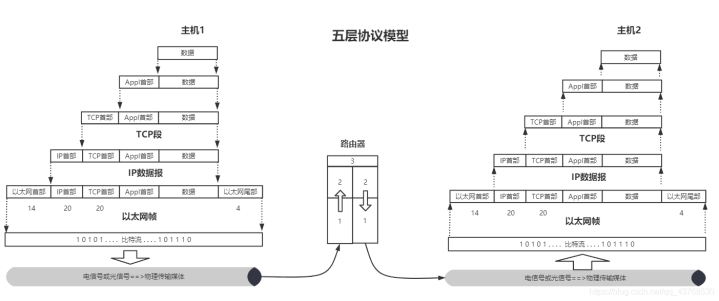 五层协议模型
主机1
数据
Appl首部 数据
TCP首部 Appl首部 数据
TCP段
IP首部 TCP首部 Appl首部 数据
IP数据报
以太网首部 IP首部 TCP首部 Appl首部 数据 以太网尾部
14 20 20 4
以太网帧
10101.... 比特流 ....101110
电信号或光信号==>物理传输媒体
路由器
3
2 2
1 1
主机2
数据
Appl首部 数据
TCP首部 Appl首部 数据
TCP段
IP首部 TCP首部 Appl首部 数据
IP数据报
以太网首部 IP首部 TCP首部 Appl首部 数据 以太网尾部
14 20 20 4
以太网帧
10101.... 比特流 ....101110
电信号或光信号==>物理传输媒体